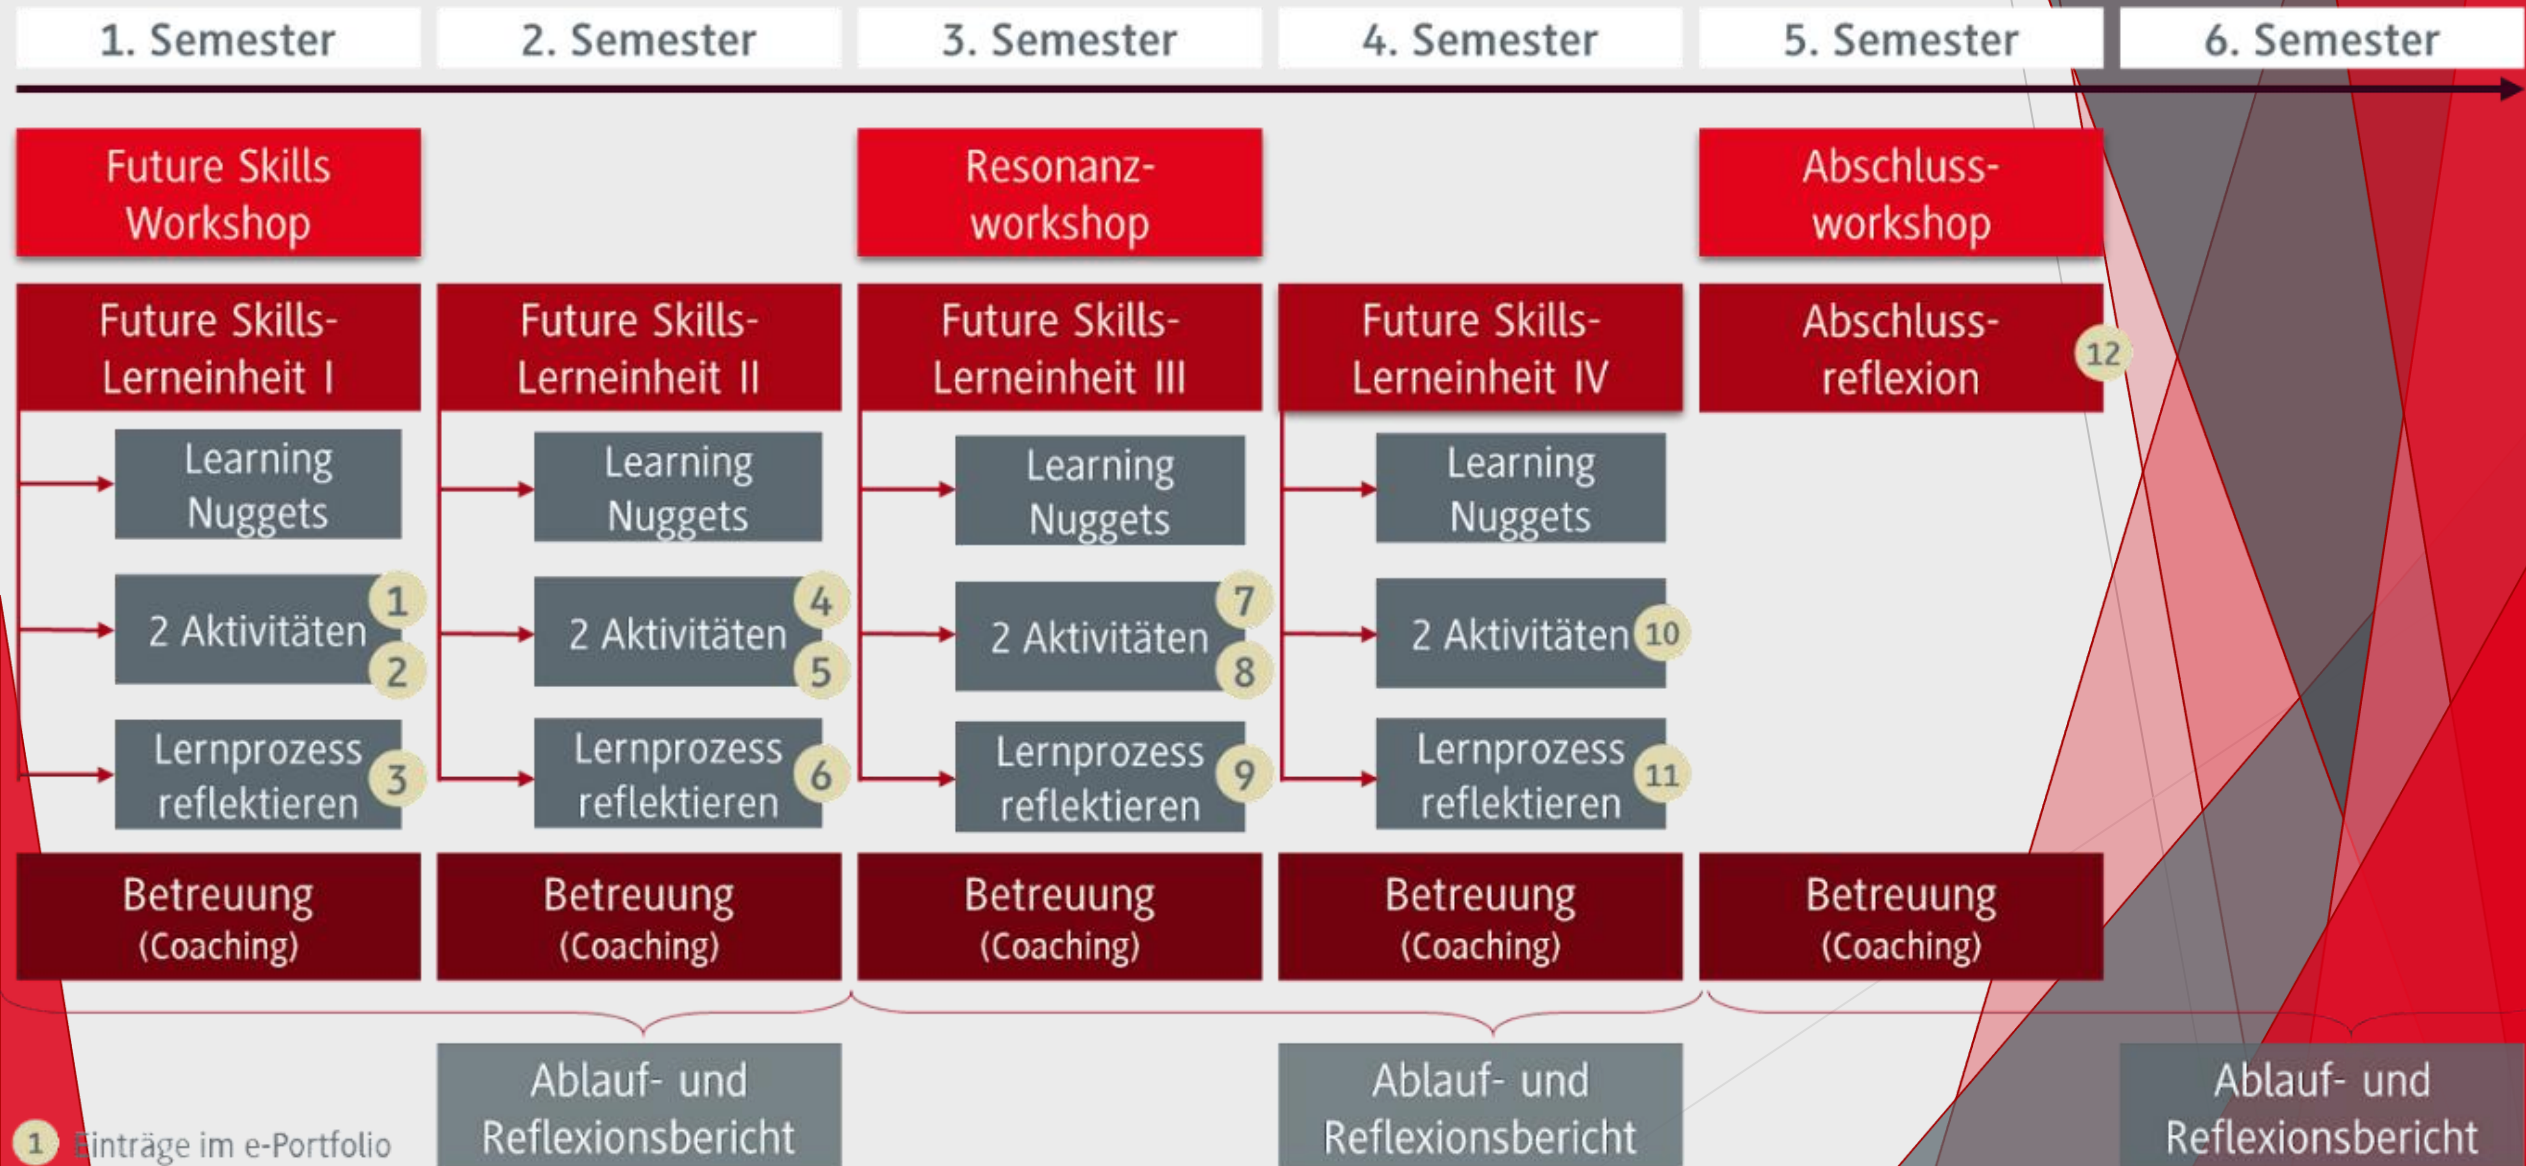 1. Semester
2. Semester
3. Semester
4. Semester
5. Semester
6. Semester
Future Skills
Workshop
Resonanz-
workshop
Abschluss-
workshop
Future Skills-
Lerneinheit I
Future Skills-
Lerneinheit II
Future Skills-
Lerneinheit III
Future Skills-
Lerneinheit IV
Abschluss-
reflexion
12
Learning
Nuggets
Learning
Nuggets
Learning
Nuggets
Learning
Nuggets
2 Aktivitäten
1
2
2 Aktivitäten
4
5
2 Aktivitäten
7
8
2 Aktivitäten
10
Lernprozess
reflektieren
3
Lernprozess
reflektieren
6
Lernprozess
reflektieren
9
Lernprozess
reflektieren
11
Betreuung
(Coaching)
Betreuung
(Coaching)
Betreuung
(Coaching)
Betreuung
(Coaching)
Betreuung
(Coaching)
Ablauf- und
Reflexionsbericht
Ablauf- und
Reflexionsbericht
Ablauf- und
Reflexionsbericht
1 Einträge im e-Portfolio